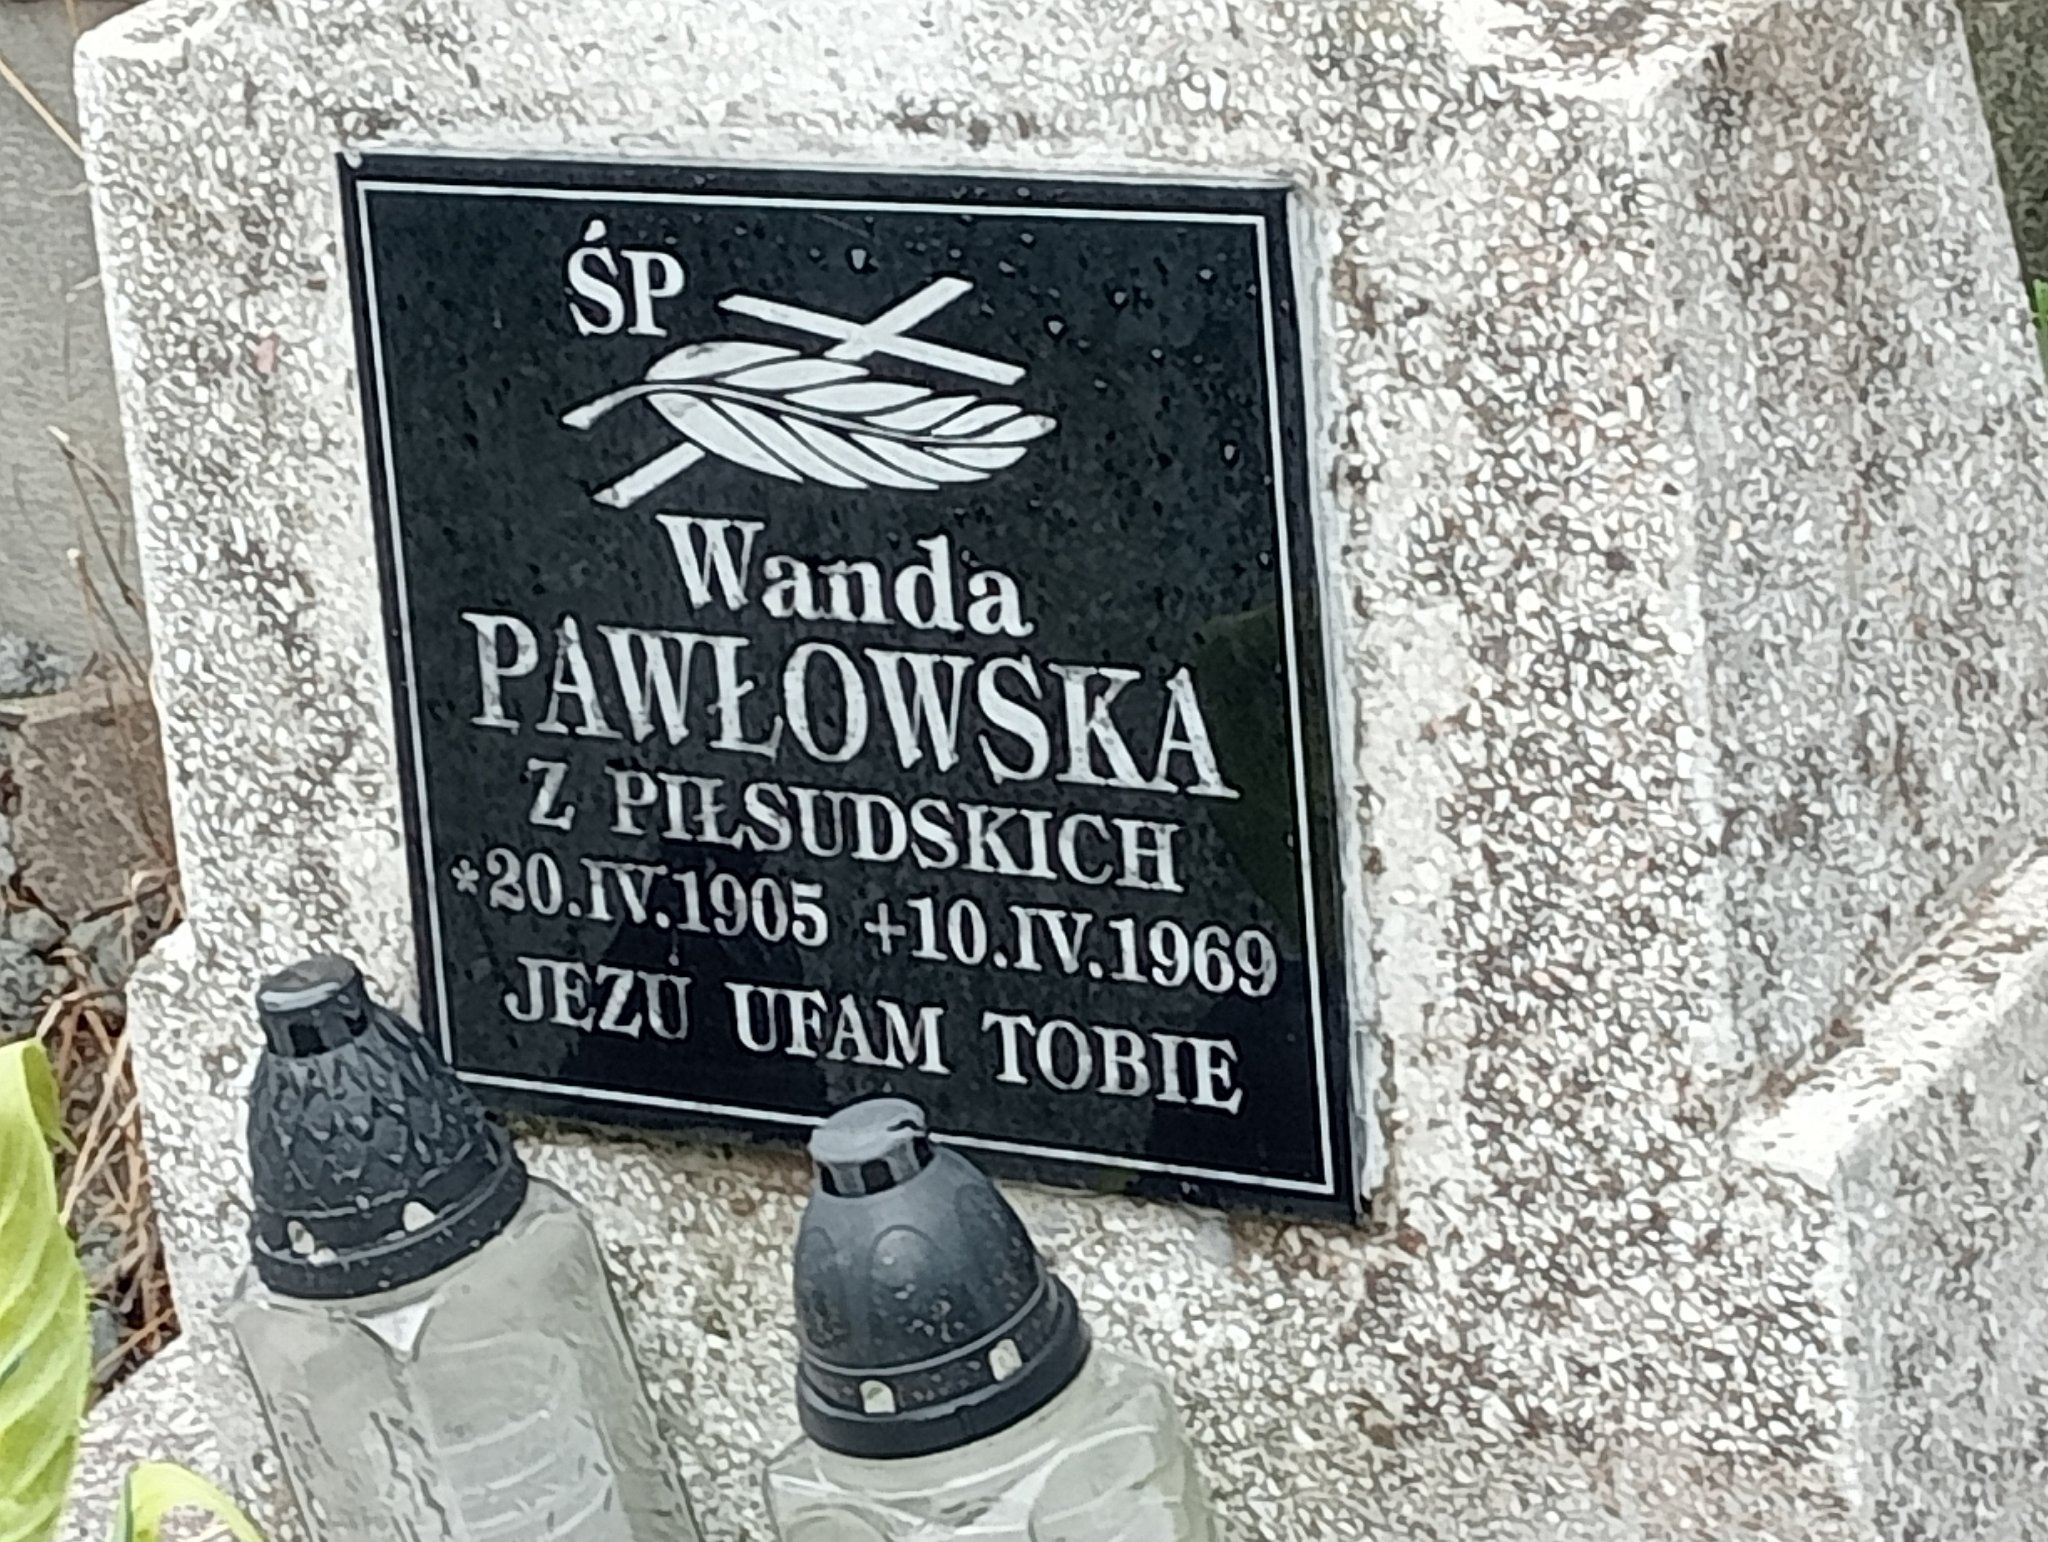 ŚP
Wanda
PAWŁOWSKA
Z PIŁSUDSKICH
*20.IV.1905 +10.IV.1969
JEZU UFAM TOBIE